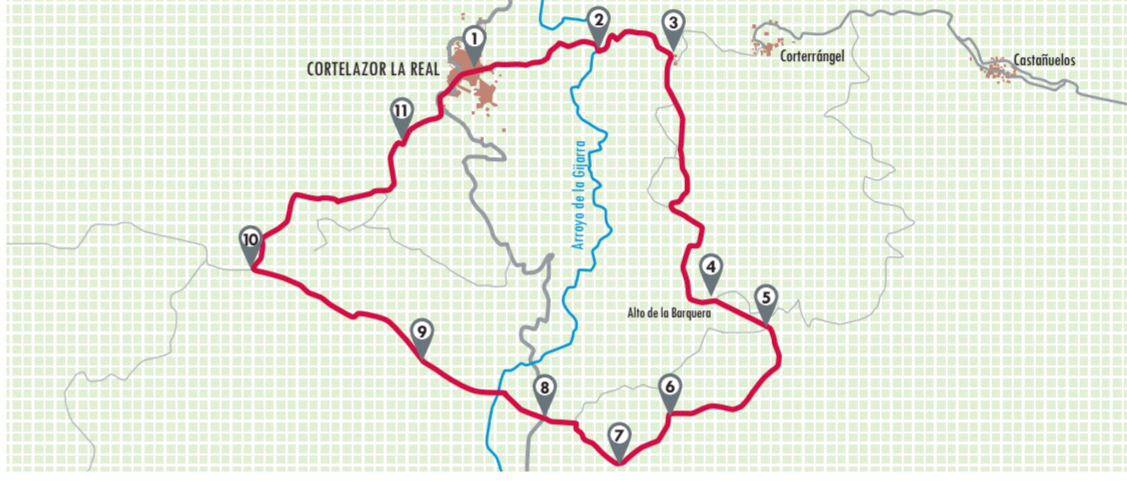 1
2
3
CORTELAZOR LA REAL
Corterrángel
Castañuelos
11
Arroyo de la Gijarra
10
4
5
Alto de la Barquera
9
8
6
7